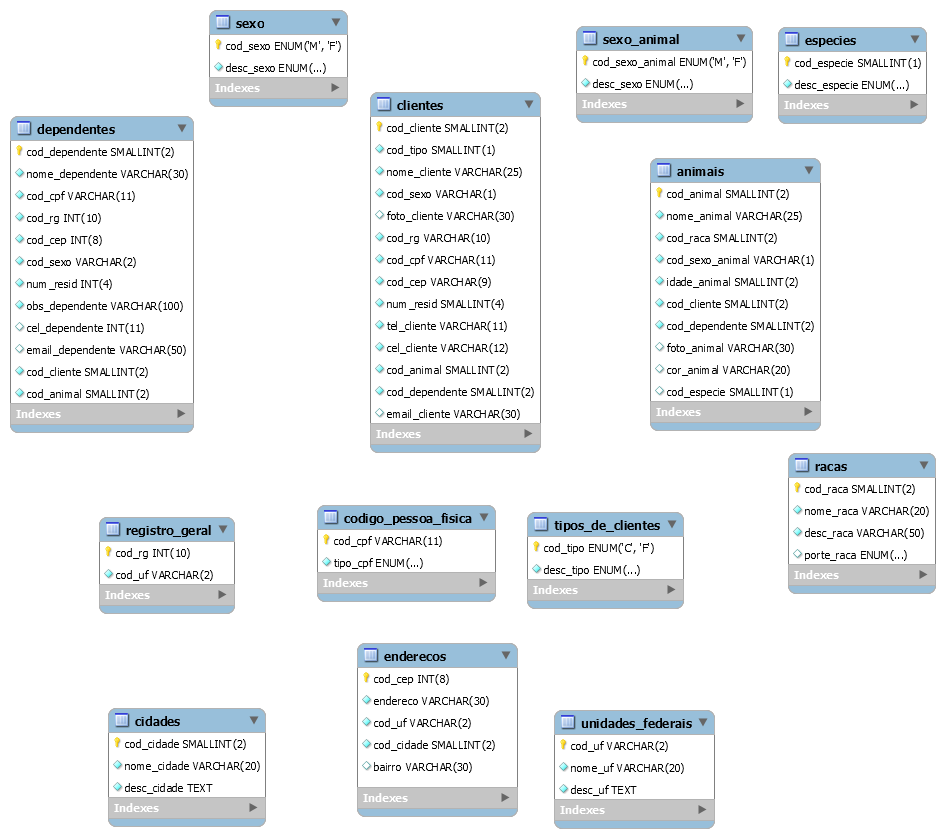 sexo
cod_sexo ENUM('M', 'F')
desc_sexo ENUM(...)
Indexes
sexo_animal
cod_sexo_animal ENUM('M', 'F')
desc_sexo ENUM(...)
Indexes
especies
cod_especie SMALLINT(1)
desc_especie ENUM(...)
Indexes
dependentes
cod_dependente SMALLINT(2)
nome_dependente VARCHAR(30)
cod_cpf VARCHAR(11)
cod_rg INT(10)
cod_cep INT(8)
cod_sexo VARCHAR(2)
num_resid INT(4)
obs_dependente VARCHAR(100)
cel_dependente INT(11)
email_dependente VARCHAR(50)
cod_cliente SMALLINT(2)
cod_animal SMALLINT(2)
Indexes
clientes
cod_cliente SMALLINT(2)
cod_tipo SMALLINT(1)
nome_cliente VARCHAR(25)
cod_sexo VARCHAR(1)
foto_cliente VARCHAR(30)
cod_rg VARCHAR(10)
cod_cpf VARCHAR(11)
cod_cep VARCHAR(9)
num_resid SMALLINT(4)
tel_cliente VARCHAR(11)
cel_cliente VARCHAR(12)
cod_animal SMALLINT(2)
cod_dependente SMALLINT(2)
email_cliente VARCHAR(30)
Indexes
animais
cod_animal SMALLINT(2)
nome_animal VARCHAR(25)
cod_raca SMALLINT(2)
cod_sexo_animal VARCHAR(1)
idade_animal SMALLINT(2)
cod_cliente SMALLINT(2)
cod_dependente SMALLINT(2)
foto_animal VARCHAR(30)
cor_animal VARCHAR(20)
cod_especie SMALLINT(1)
Indexes
racas
cod_raca SMALLINT(2)
nome_raca VARCHAR(20)
desc_raca VARCHAR(50)
porte_raca ENUM(...)
Indexes
registro_geral
cod_rg INT(10)
cod_uf VARCHAR(2)
Indexes
codigo_pessoa_fisica
cod_cpf VARCHAR(11)
tipo_cpf ENUM(...)
Indexes
tipos_de_clientes
cod_tipo ENUM('C', 'F')
desc_tipo ENUM(...)
Indexes
enderecos
cod_cep INT(8)
endereco VARCHAR(30)
cod_uf VARCHAR(2)
cod_cidade SMALLINT(2)
bairro VARCHAR(30)
Indexes
cidades
cod_cidade SMALLINT(2)
nome_cidade VARCHAR(20)
desc_cidade TEXT
Indexes
unidades_federais
cod_uf VARCHAR(2)
nome_uf VARCHAR(20)
desc_uf TEXT
Indexes